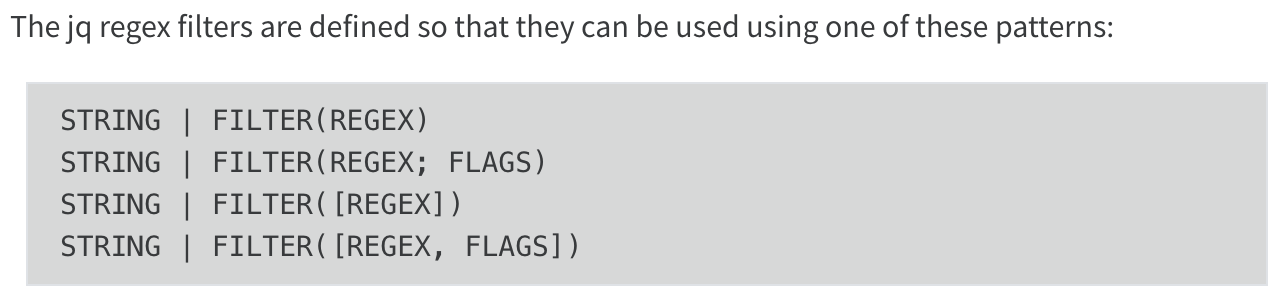 The jq regex filters are defined so that they can be used using one of these patterns:
STRING | FILTER(REGEX)
STRING | FILTER(REGEX; FLAGS)
STRING | FILTER([REGEX])
STRING | FILTER([REGEX, FLAGS])